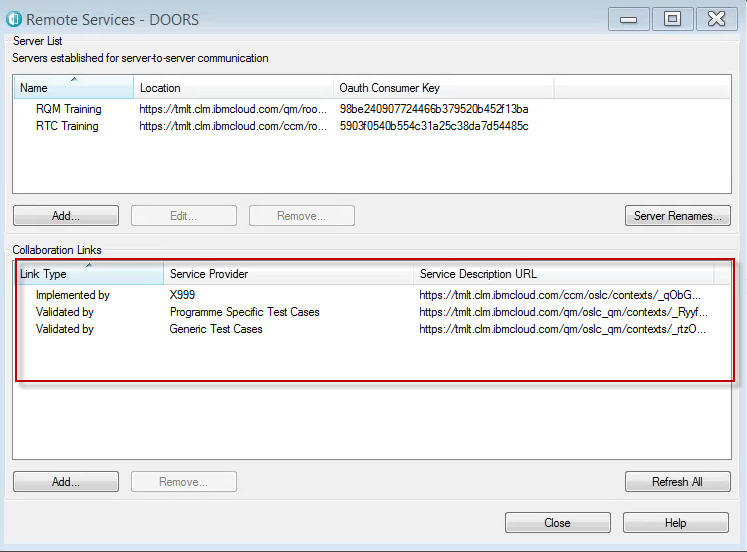 Remote Services - DOORS
Server List
Servers established for server-to-server communication
Name Location Oauth Consumer Key
RQM Training https://tmlt.clm.ibmcloud.com/qm/roo... 98be240907724466b379520b452f13ba
RTC Training https://tmlt.clm.ibmcloud.com/ccm/ro... 5903f0540b554c31a25c38da7d54485c
Add... Edit... Remove... Server Renames...
Collaboration Links
Link Type Service Provider Service Description URL
Implemented by X999 https://tmlt.clm.ibmcloud.com/ccm/oslc/contexts/_qObG...
Validated by Programme Specific Test Cases https://tmlt.clm.ibmcloud.com/qm/oslc_qm/contexts/_Ryyf...
Validated by Generic Test Cases https://tmlt.clm.ibmcloud.com/qm/oslc_qm/contexts/_rtzO...
Add... Remove... Refresh All
Close Help